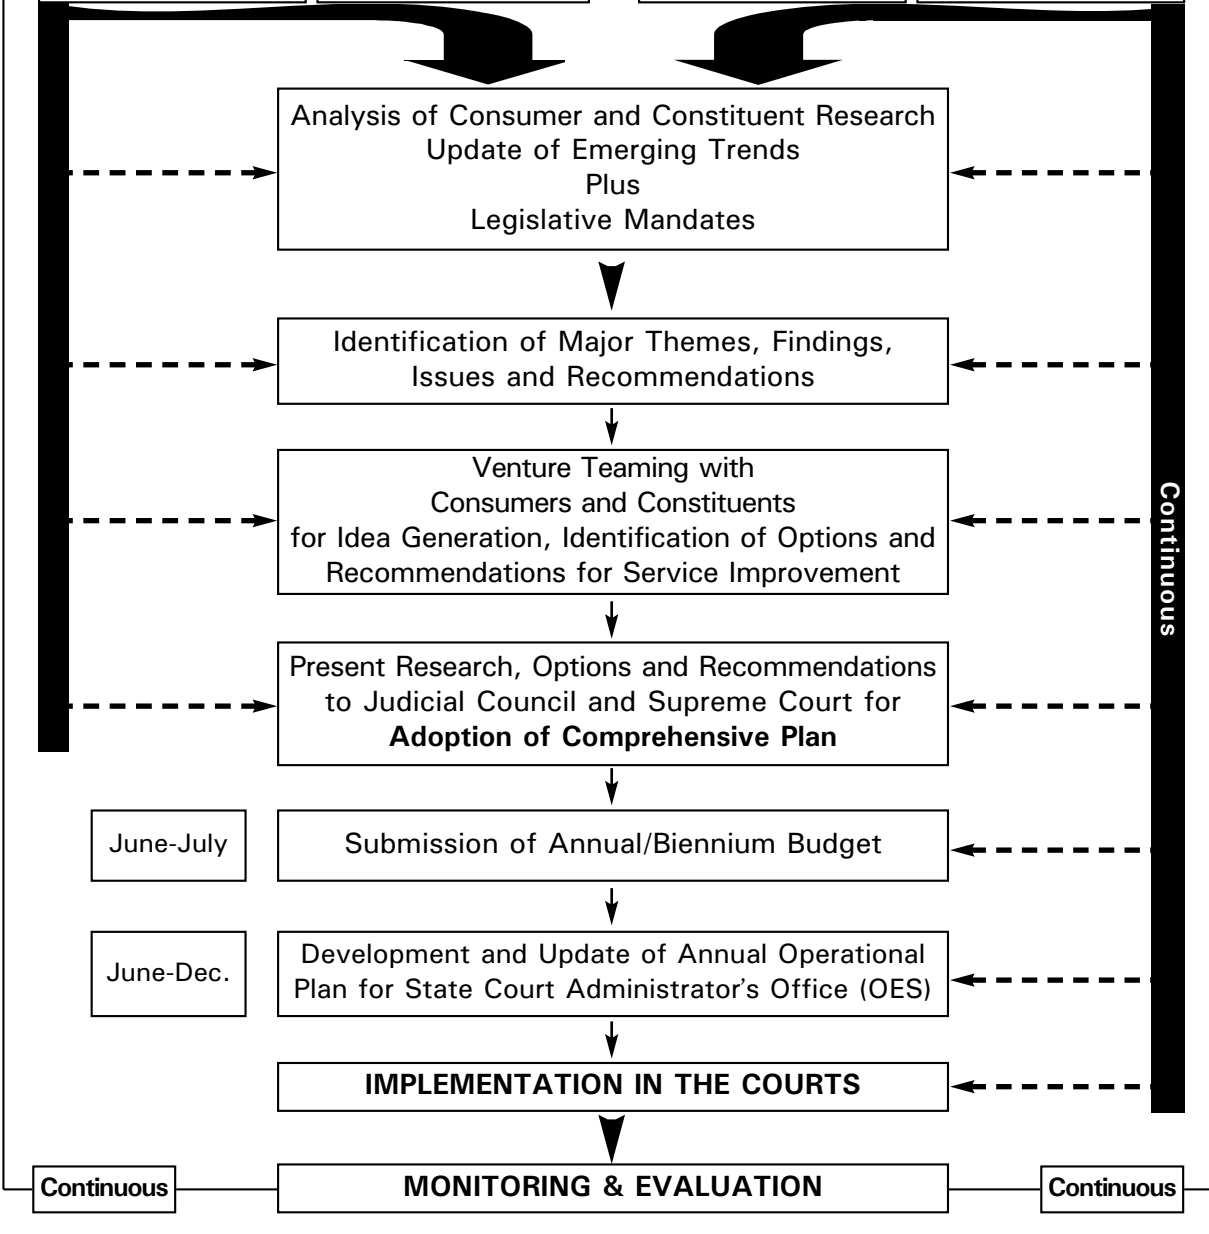 Analysis of Consumer and Constituent Research
Update of Emerging Trends
Plus
Legislative Mandates
Identification of Major Themes, Findings,
Issues and Recommendations
Venture Teaming with
Consumers and Constituents
for Idea Generation, Identification of Options and
Recommendations for Service Improvement
Continuous
Present Research, Options and Recommendations
to Judicial Council and Supreme Court for
Adoption of Comprehensive Plan
June-July
Submission of Annual/Biennium Budget
June-Dec.
Development and Update of Annual Operational
Plan for State Court Administrator's Office (OES)
IMPLEMENTATION IN THE COURTS
Continuous
MONITORING & EVALUATION
Continuous